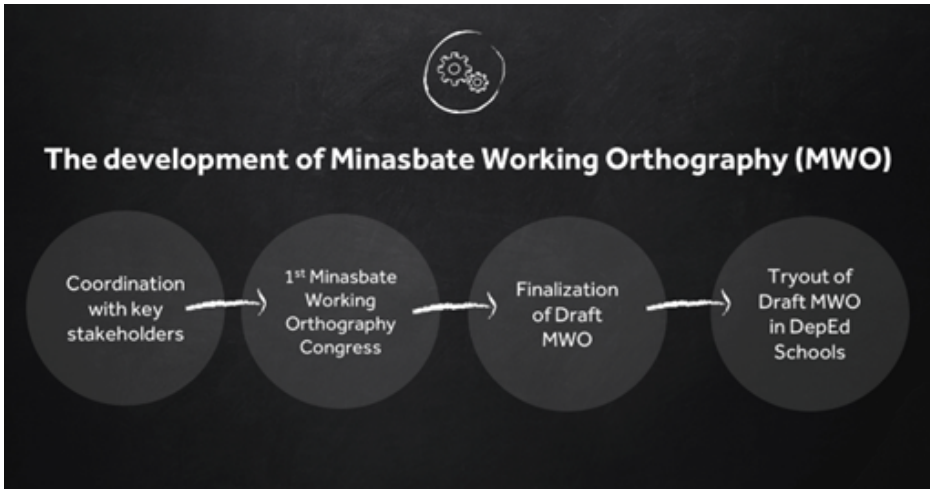 The development of Minasbate Working Orthography (MWO)
Coordination
with key
stakeholders
1st Minasbate
Working
Orthography
Congress
Finalization
of Draft
MWO
Tryout of
Draft MWO
in DepEd
Schools